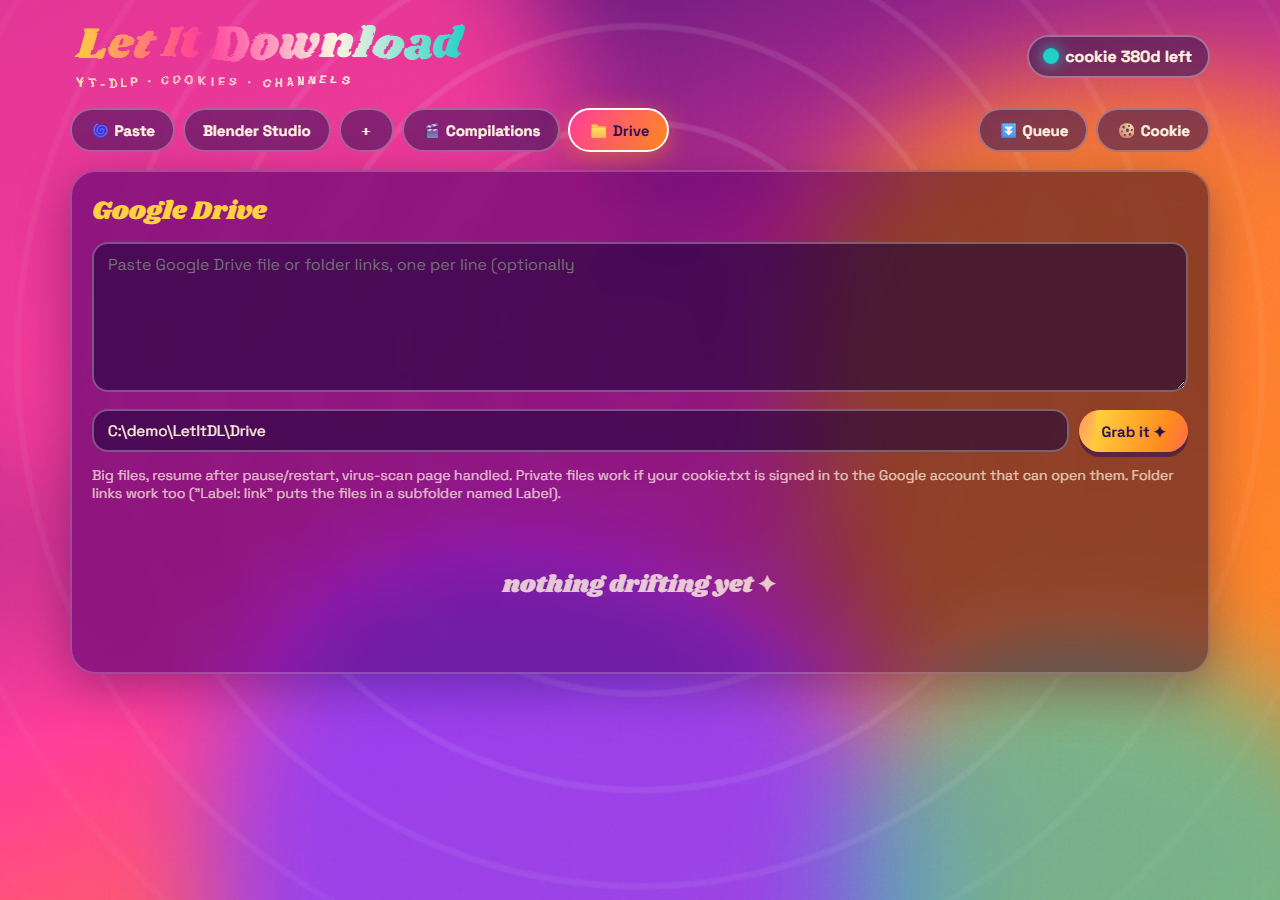 Let It Download
YT-DLP · COOKIES · CHANNELS
cookie 380d left
Paste
Blender Studio
+
Compilations
Drive
Queue
Cookie
Google Drive
Paste Google Drive file or folder links, one per line (optionally
C:\demo\LetItDL\Drive
Grab it ✦
Big files, resume after pause/restart, virus-scan page handled. Private files work if your cookie.txt is signed in to the Google account that can open them. Folder
links work too ("Label: link" puts the files in a subfolder named Label).
nothing drifting yet ✦